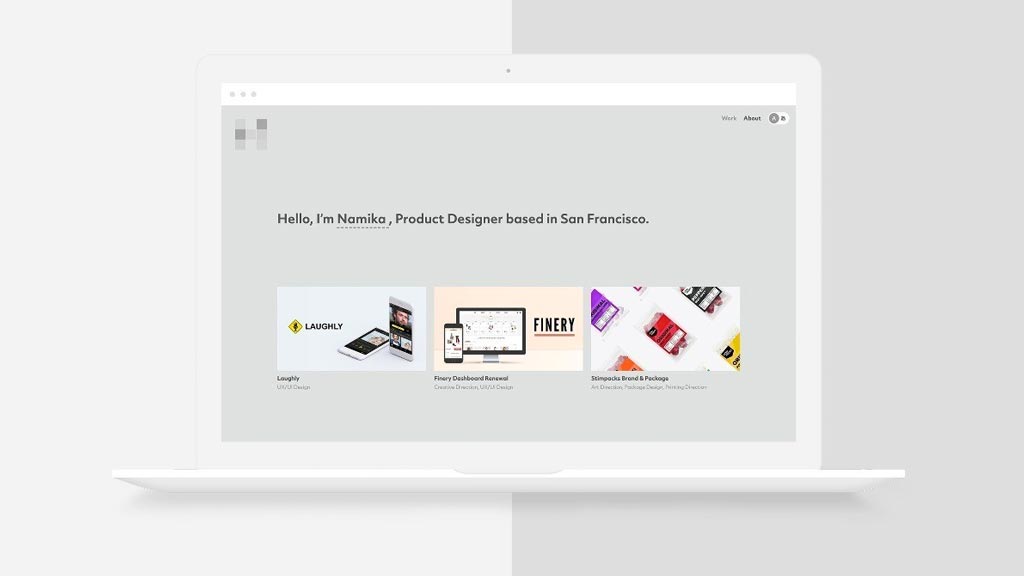 Work About A あ
Hello, I'm Namika , Product Designer based in San Francisco.
LAUGHLY
FINERY
Laughly
UX/UI Design
Finery Dashboard Renewal
Creative Direction, UX/UI Design
Stimpacks Brand & Package
Art Direction, Package Design, Printing Direction